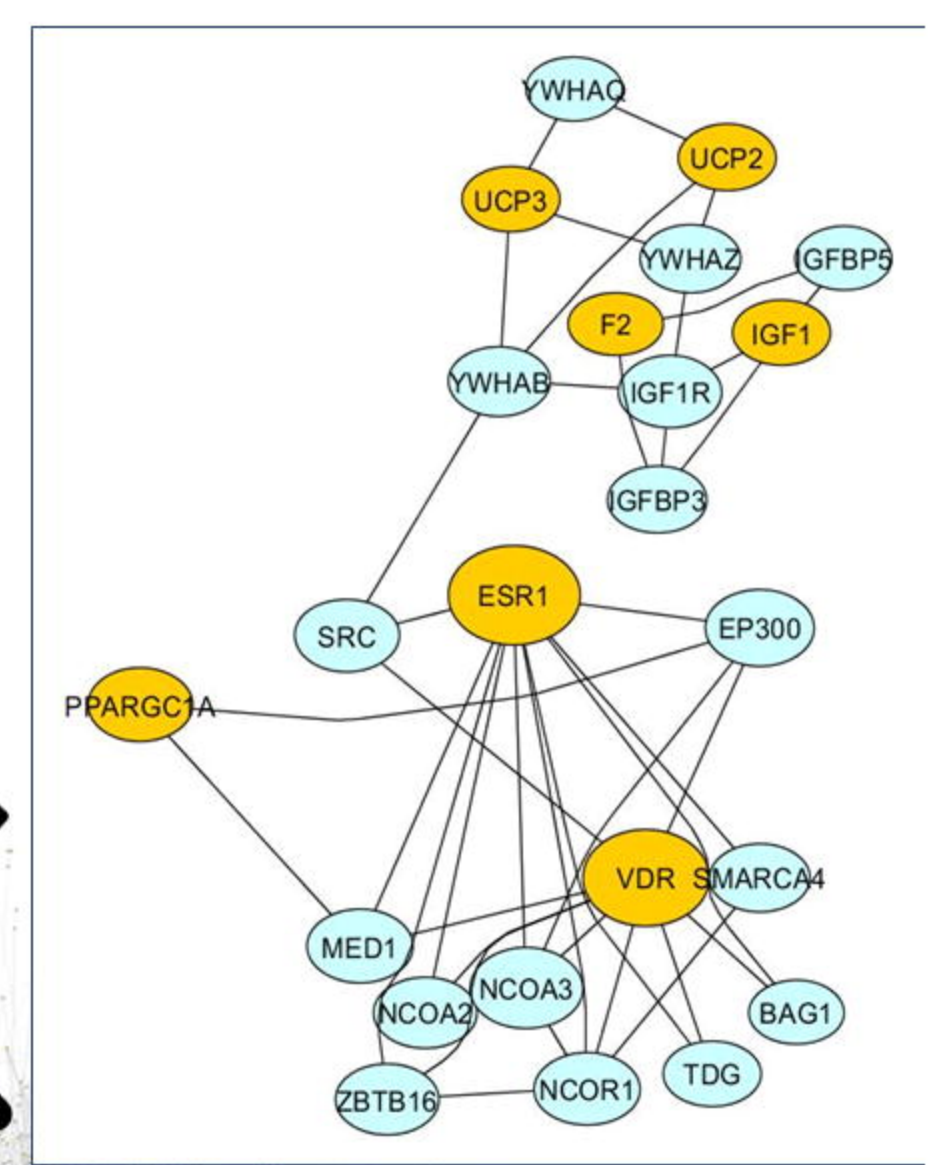 YWHAQ
UCP2
UCP3
YWHAZ
IGFBP5
F2
IGF1
YWHAB
IGF1R
IGFBP3
ESR1
SRC
EP300
PPARGC1A
VDR
SMARCA4
MED1
NCOA3
NCOA2
BAG1
TDG
NCOR1
ZBTB16